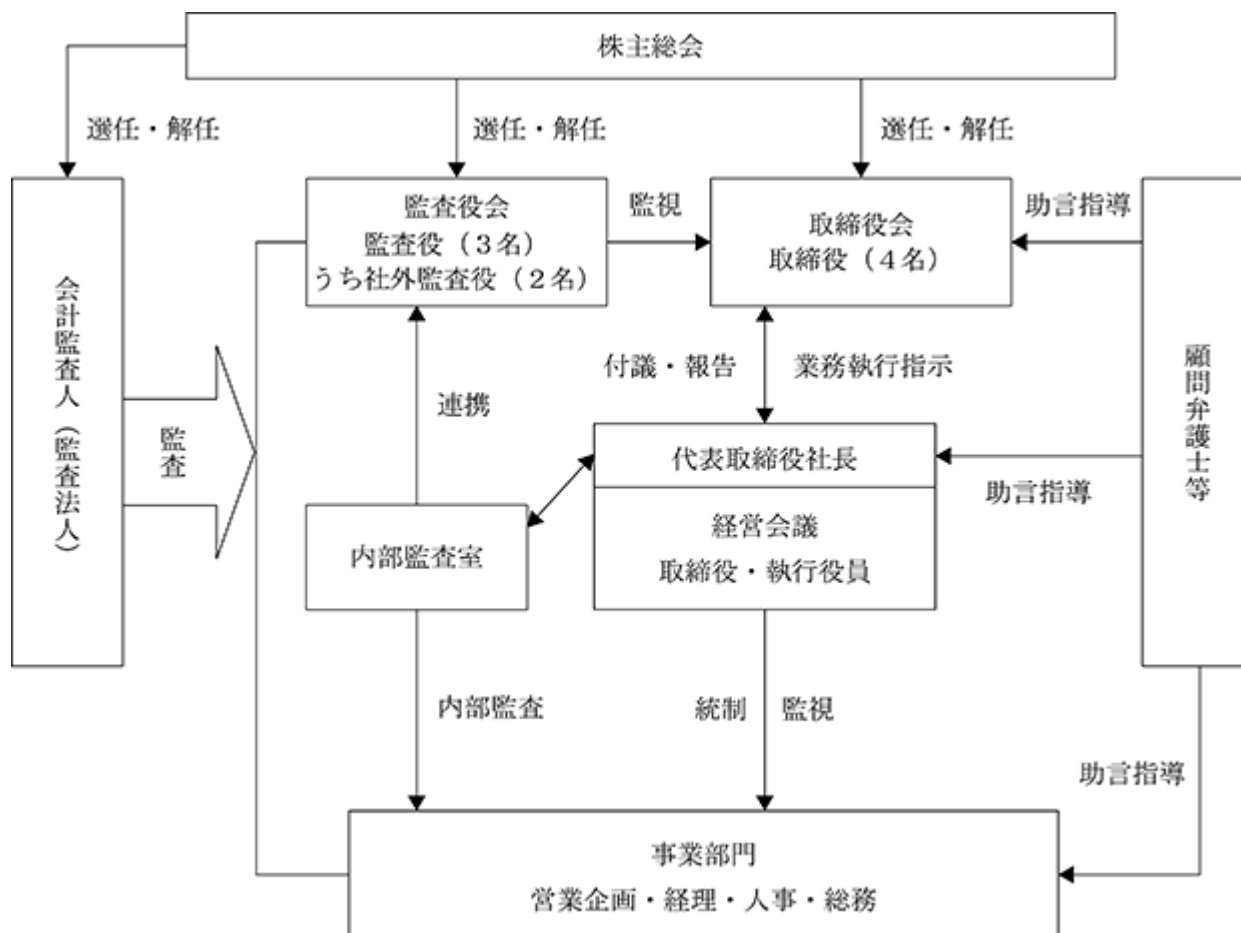 株主総会
選任・解任
選任・解任
選任・解任
会計監査人（監査法人）
監査役会
監査役（３名）
うち社外監査役（２名）
監視
取締役会
取締役（４名）
助言指導
顧問弁護士等
監査
連携
付議・報告
業務執行指示
代表取締役社長
助言指導
経営会議
取締役・執行役員
内部監査室
内部監査
統制
監視
助言指導
事業部門
営業企画・経理・人事・総務